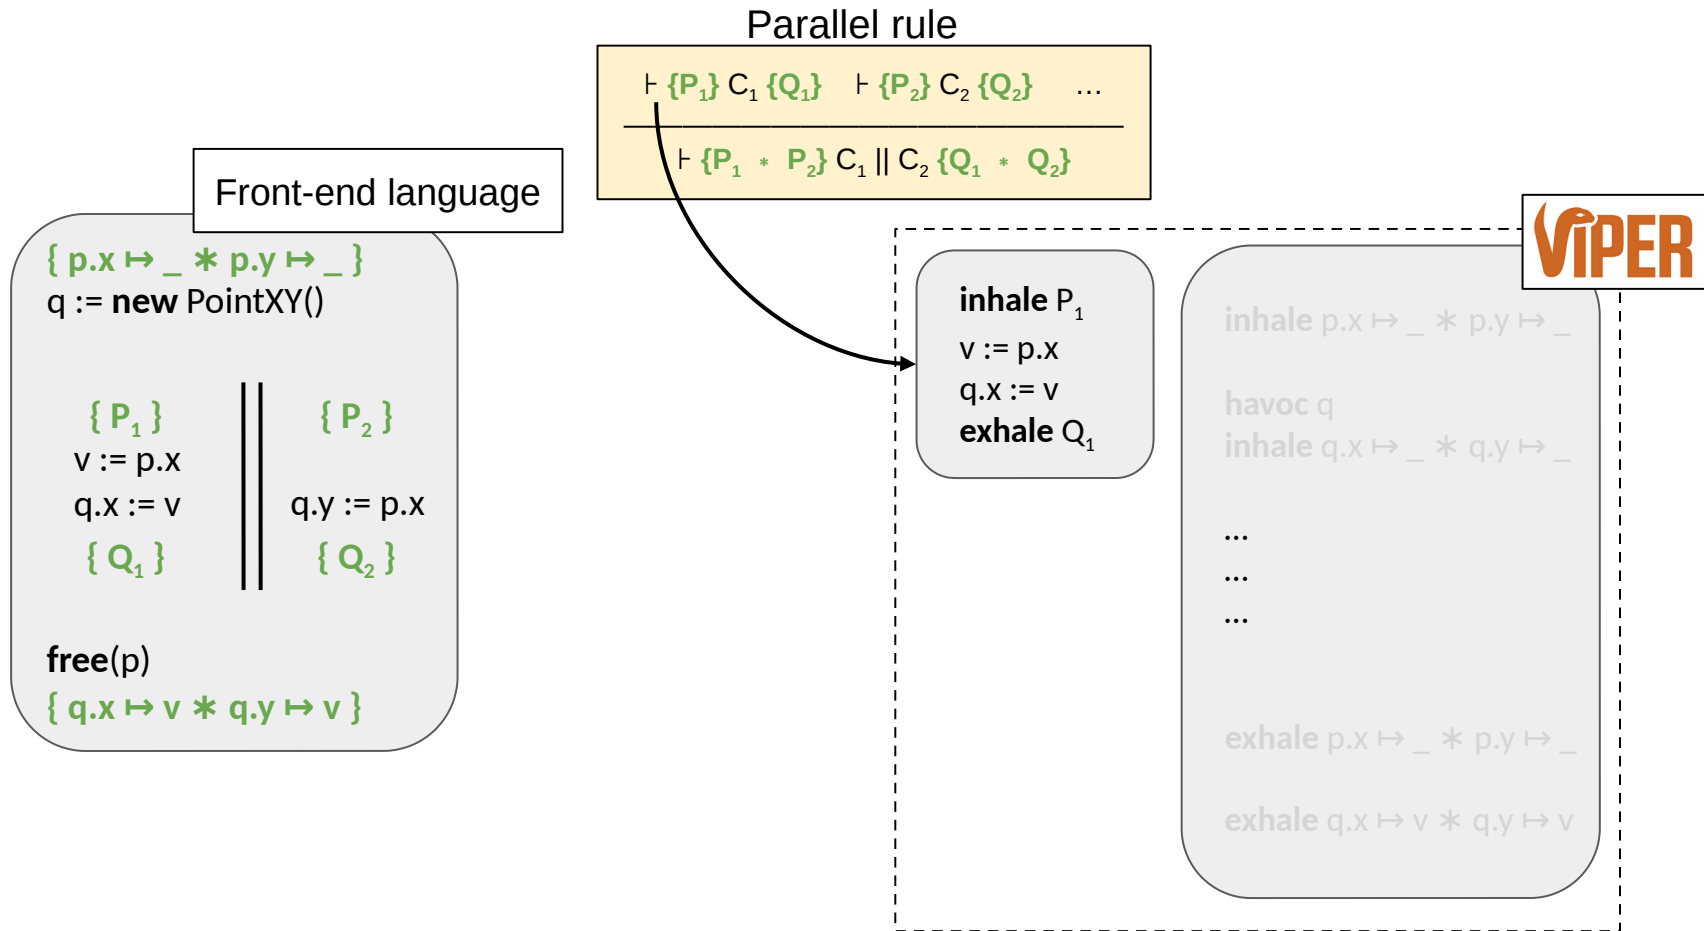 Parallel rule
⊢ {P₁} C₁ {Q₁} ⊢ {P₂} C₂ {Q₂} ...
⊢ {P₁ * P₂} C₁ || C₂ {Q₁ * Q₂}
Front-end language
{ p.x ↦ _ ∗ p.y ↦ _ }
q := new PointXY()
{ P₁ } { P₂ }
v := p.x
q.x := v q.y := p.x
{ Q₁ } { Q₂ }
free(p)
{ q.x ↦ v ∗ q.y ↦ v }
VIPER
inhale P₁
v := p.x
q.x := v
exhale Q₁
inhale p.x ↦ _ ∗ p.y ↦ _
havoc q
inhale q.x ↦ _ ∗ q.y ↦ _
...
...
...
exhale p.x ↦ _ ∗ p.y ↦ _
exhale q.x ↦ v ∗ q.y ↦ v